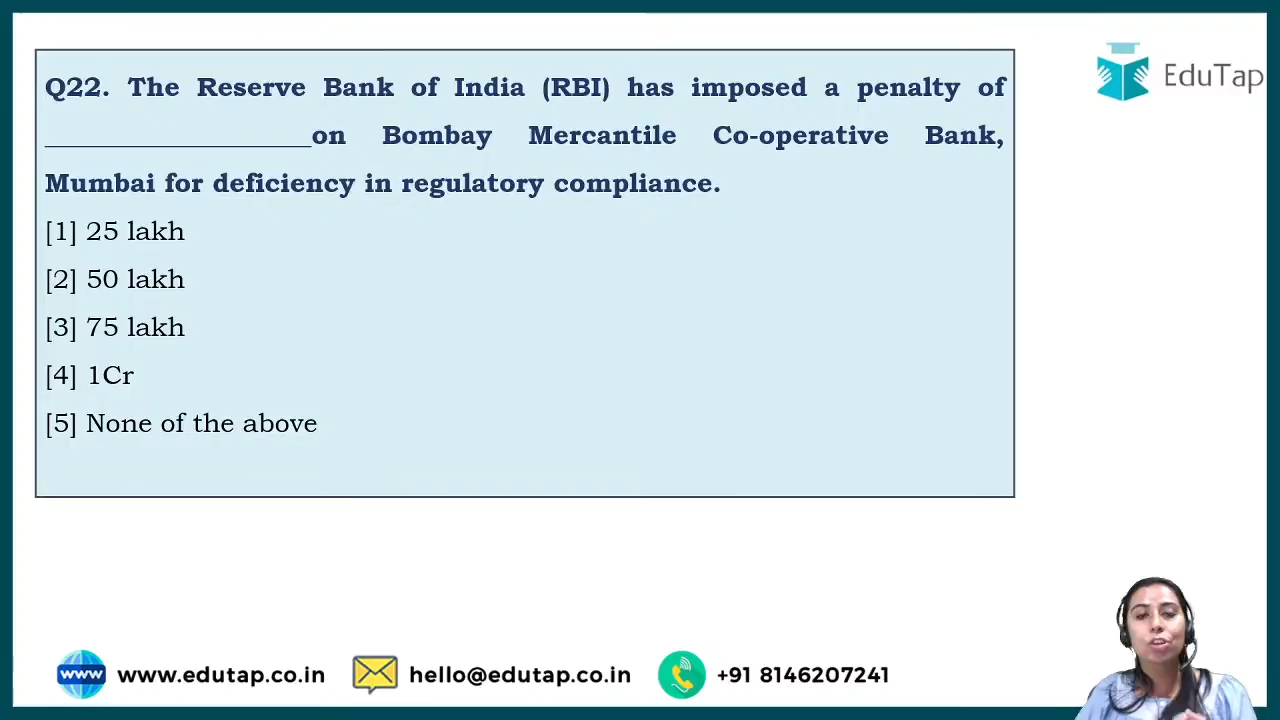 Q22. The Reserve Bank of India (RBI) has imposed a penalty of
___________________on Bombay Mercantile Co-operative Bank,
Mumbai for deficiency in regulatory compliance.
[1] 25 lakh
[2] 50 lakh
[3] 75 lakh
[4] 1Cr
[5] None of the above
EduTap
www www.edutap.co.in hello@edutap.co.in +91 8146207241